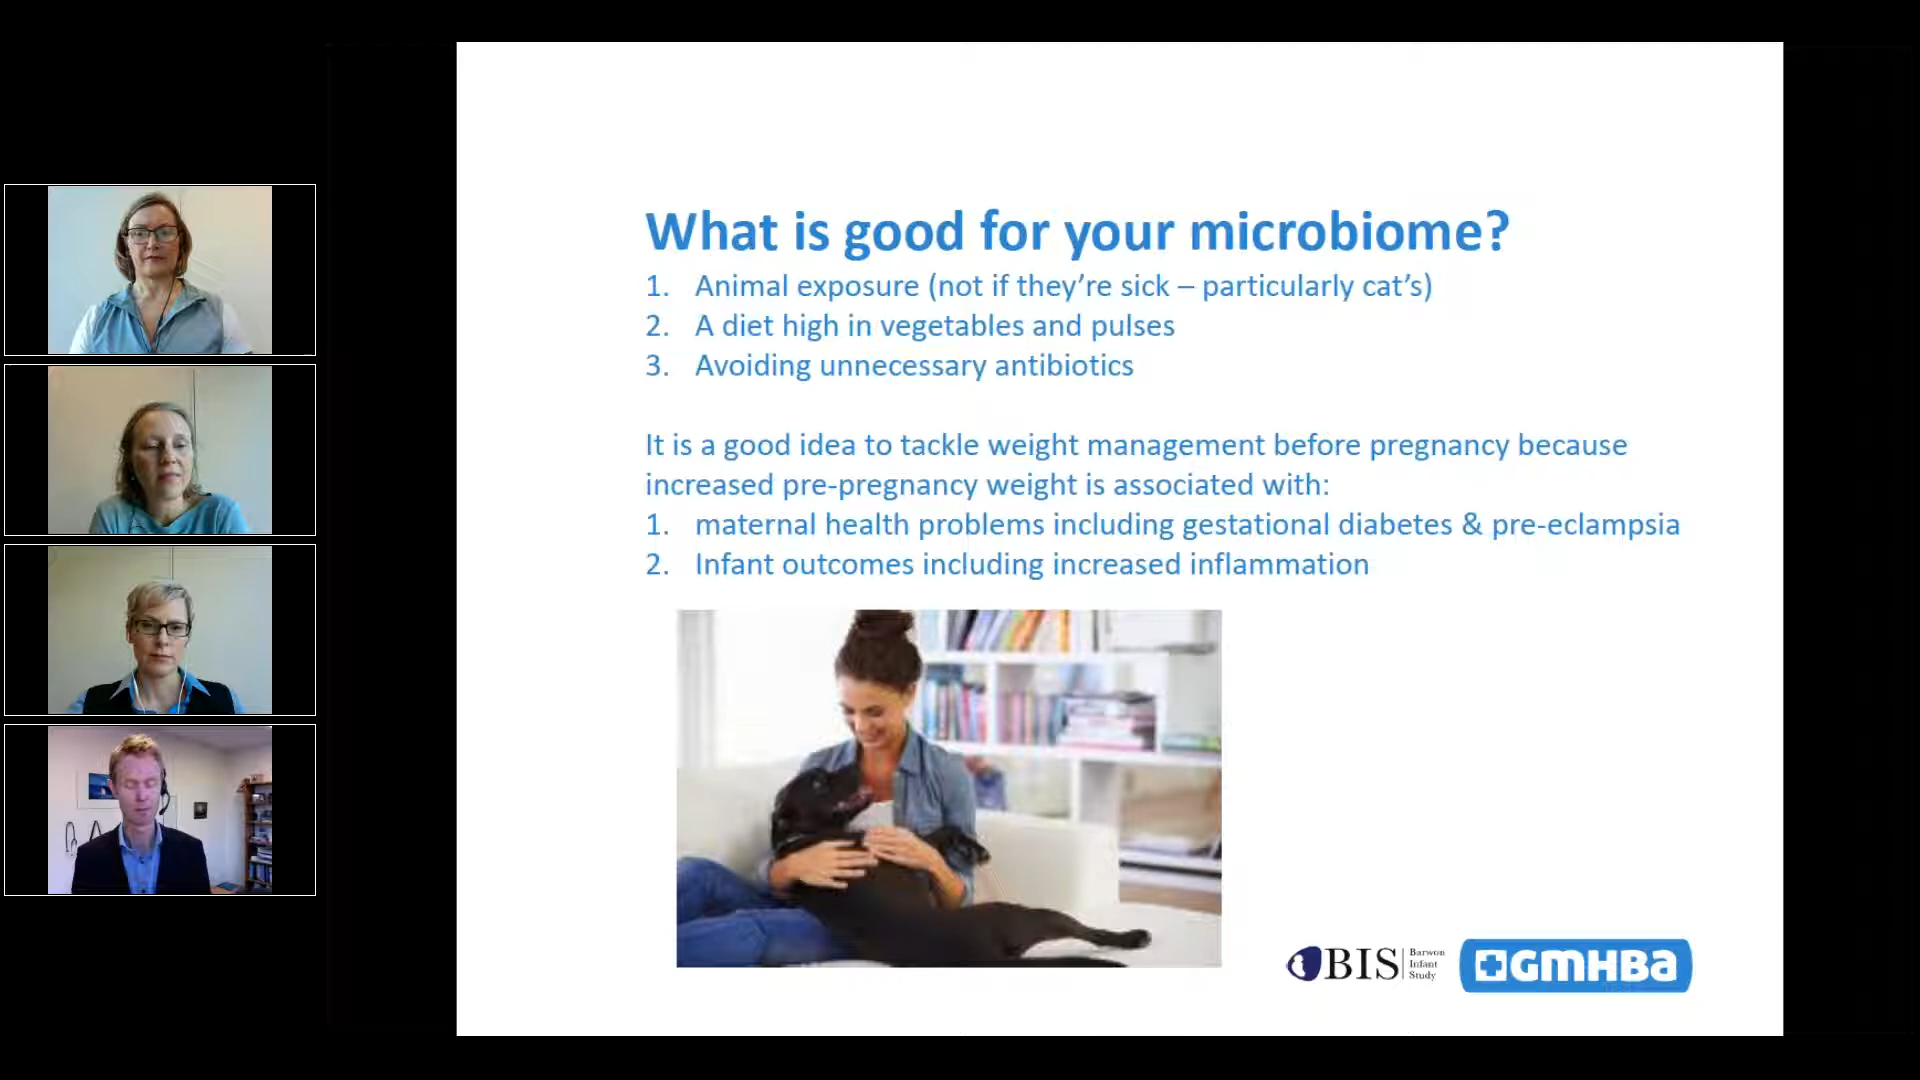 What is good for your microbiome?
1. Animal exposure (not if they're sick – particularly cat's)
2. A diet high in vegetables and pulses
3. Avoiding unnecessary antibiotics
It is a good idea to tackle weight management before pregnancy because
increased pre-pregnancy weight is associated with:
1. maternal health problems including gestational diabetes & pre-eclampsia
2. Infant outcomes including increased inflammation
BIS
Barwon
Infant
Study
GMHBa